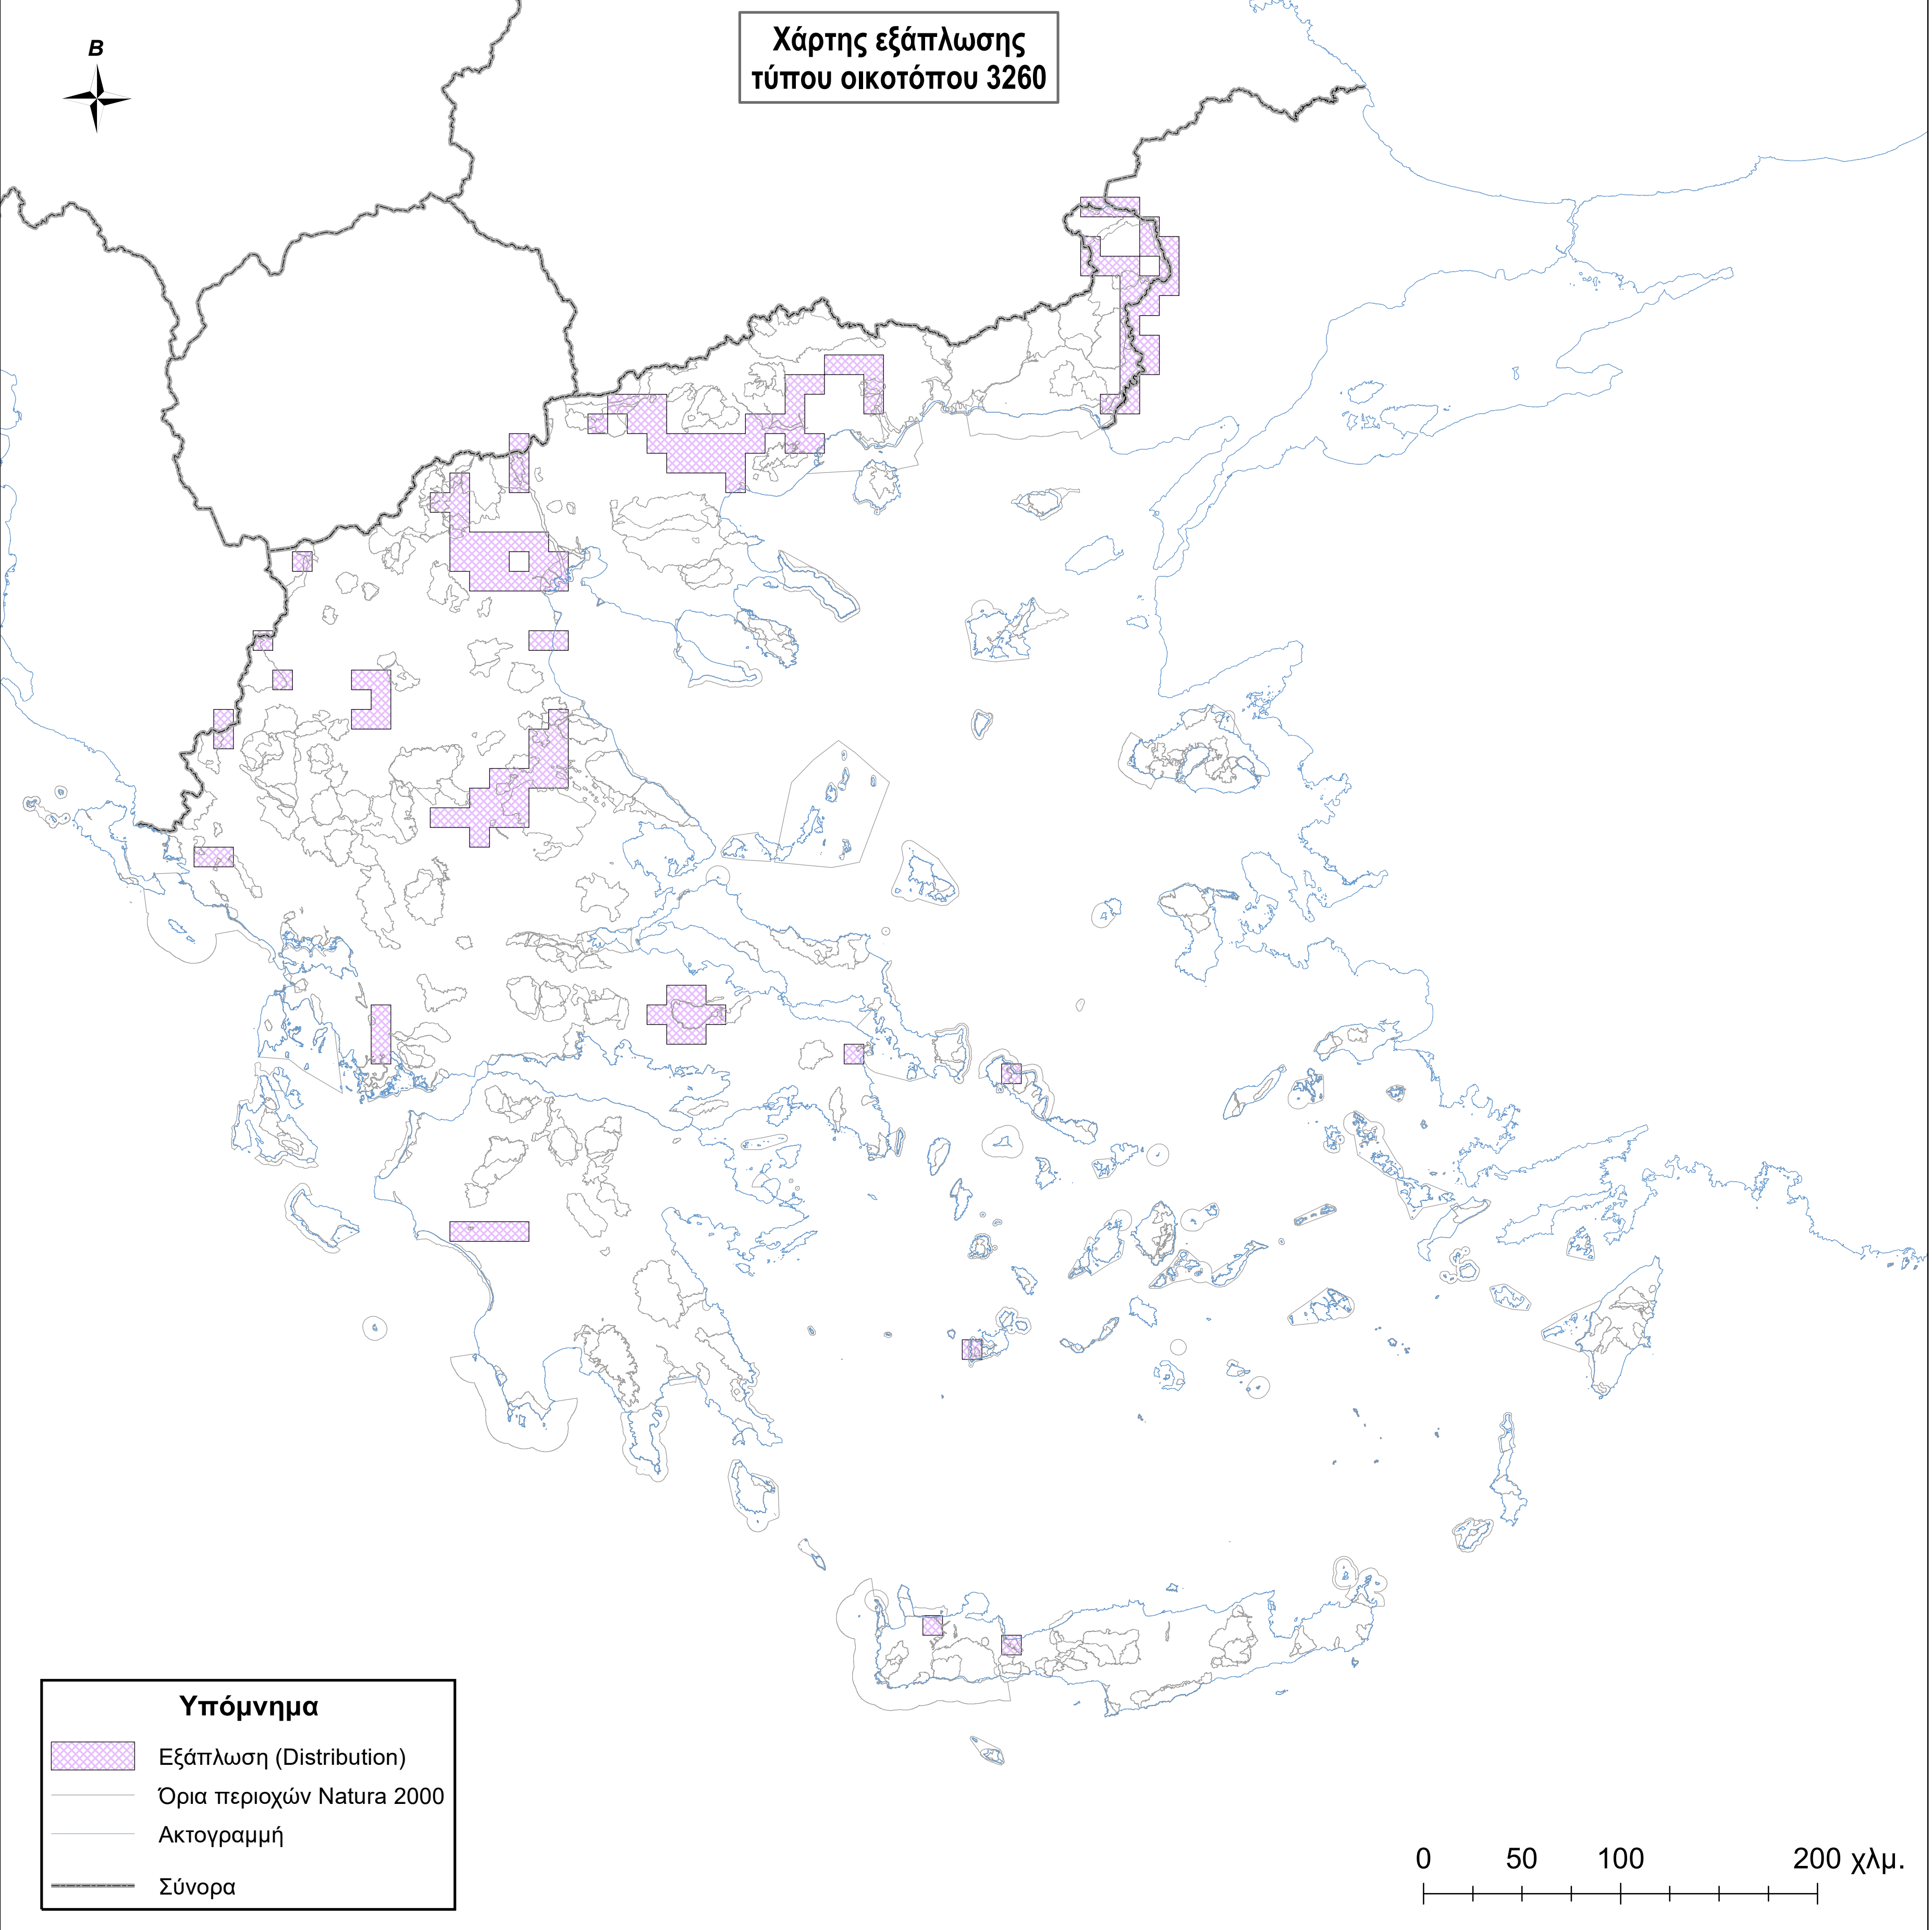 Χάρτης εξάπλωσης
τύπου οικοτόπου 3260
Β
Υπόμνημα
Εξάπλωση (Distribution)
Όρια περιοχών Natura 2000
Ακτογραμμή
Σύνορα
0 50 100 200 χλμ.